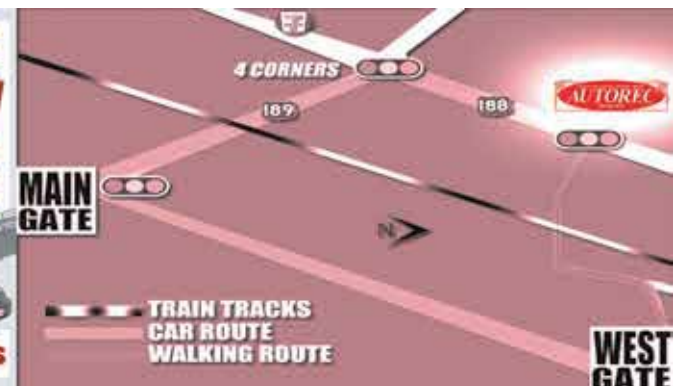 4 CORNERS
189
188
AUTOREC
MAIN
GATE
N
TRAIN TRACKS
CAR ROUTE
WALKING ROUTE
WEST
GATE
S